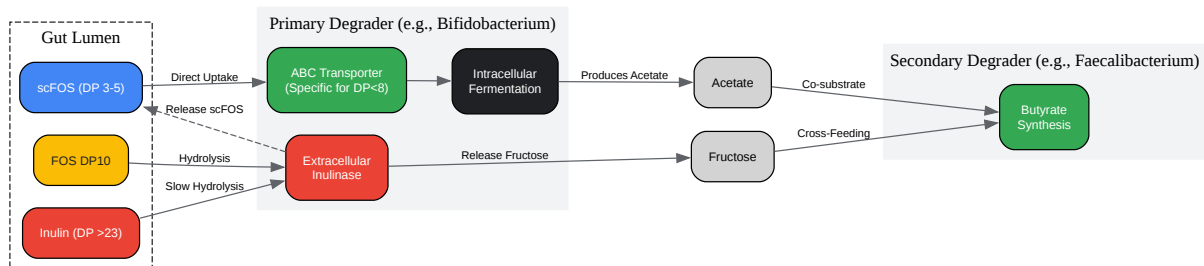 Gut Lumen
scFOS (DP 3-5)
FOS DP10
Inulin (DP >23)
Direct Uptake
Release scFOS
Hydrolysis
Slow Hydrolysis
Primary Degrader (e.g., Bifidobacterium)
ABC Transporter
(Specific for DP<8)
Intracellular
Fermentation
Extracellular
Inulinase
Produces Acetate
Release Fructose
Acetate
Fructose
Co-substrate
Cross-Feeding
Secondary Degrader (e.g., Faecalibacterium)
Butyrate
Synthesis